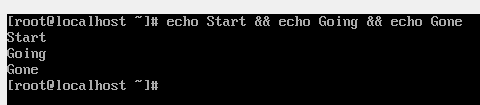 [root@localhost ~]# echo Start && echo Going && echo Gone
Start
Going
Gone
[root@localhost ~]#